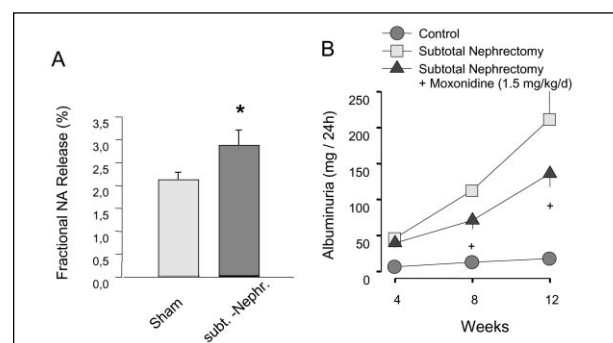 A
Fractional NA Release (%)
3,5
3,0
2,5
2,0
1,5
1,0
0,5
0,0
*
Sham
subt. -Nephr.
B
Control
Subtotal Nephrectomy
Subtotal Nephrectomy
+ Moxonidine (1.5 mg/kg/d)
Albuminuria (mg / 24h)
250
200
150
100
50
0
+
+
4
8
12
Weeks